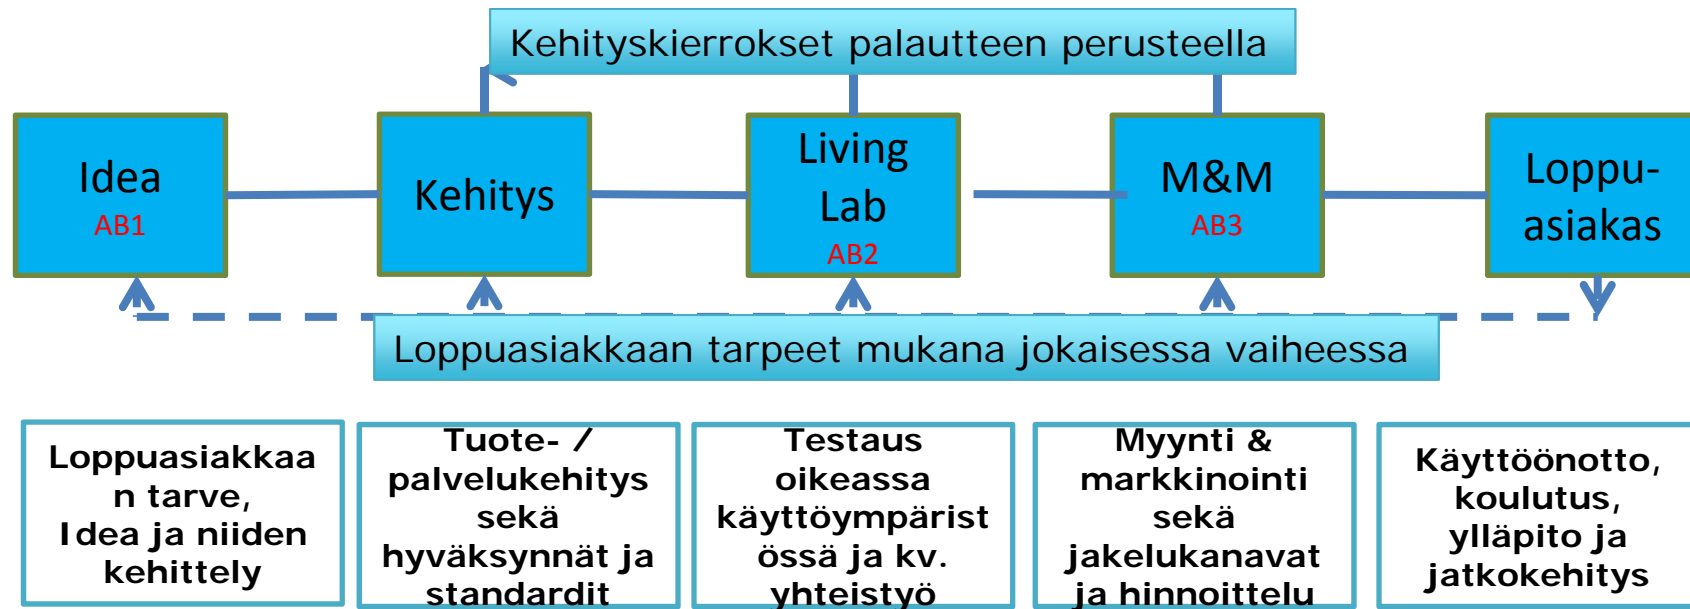 Kehityskierrokset palautteen perusteella
Idea
AB1
Kehitys
Living
Lab
AB2
M&M
AB3
Loppu-
asiakas
Loppuasiakkaan tarpeet mukana jokaisessa vaiheessa
Loppuasiakkaa
n tarve,
Idea ja niiden
kehittely
Tuote- /
palvelukehitys
sekä
hyväksynnät ja
standardit
Testaus
oikeassa
käyttöympärist
össä ja kv.
yhteistyö
Myynti &
markkinointi
sekä
jakelukanavat
ja hinnoittelu
Käyttöönotto,
koulutus,
ylläpito ja
jatkokehitys